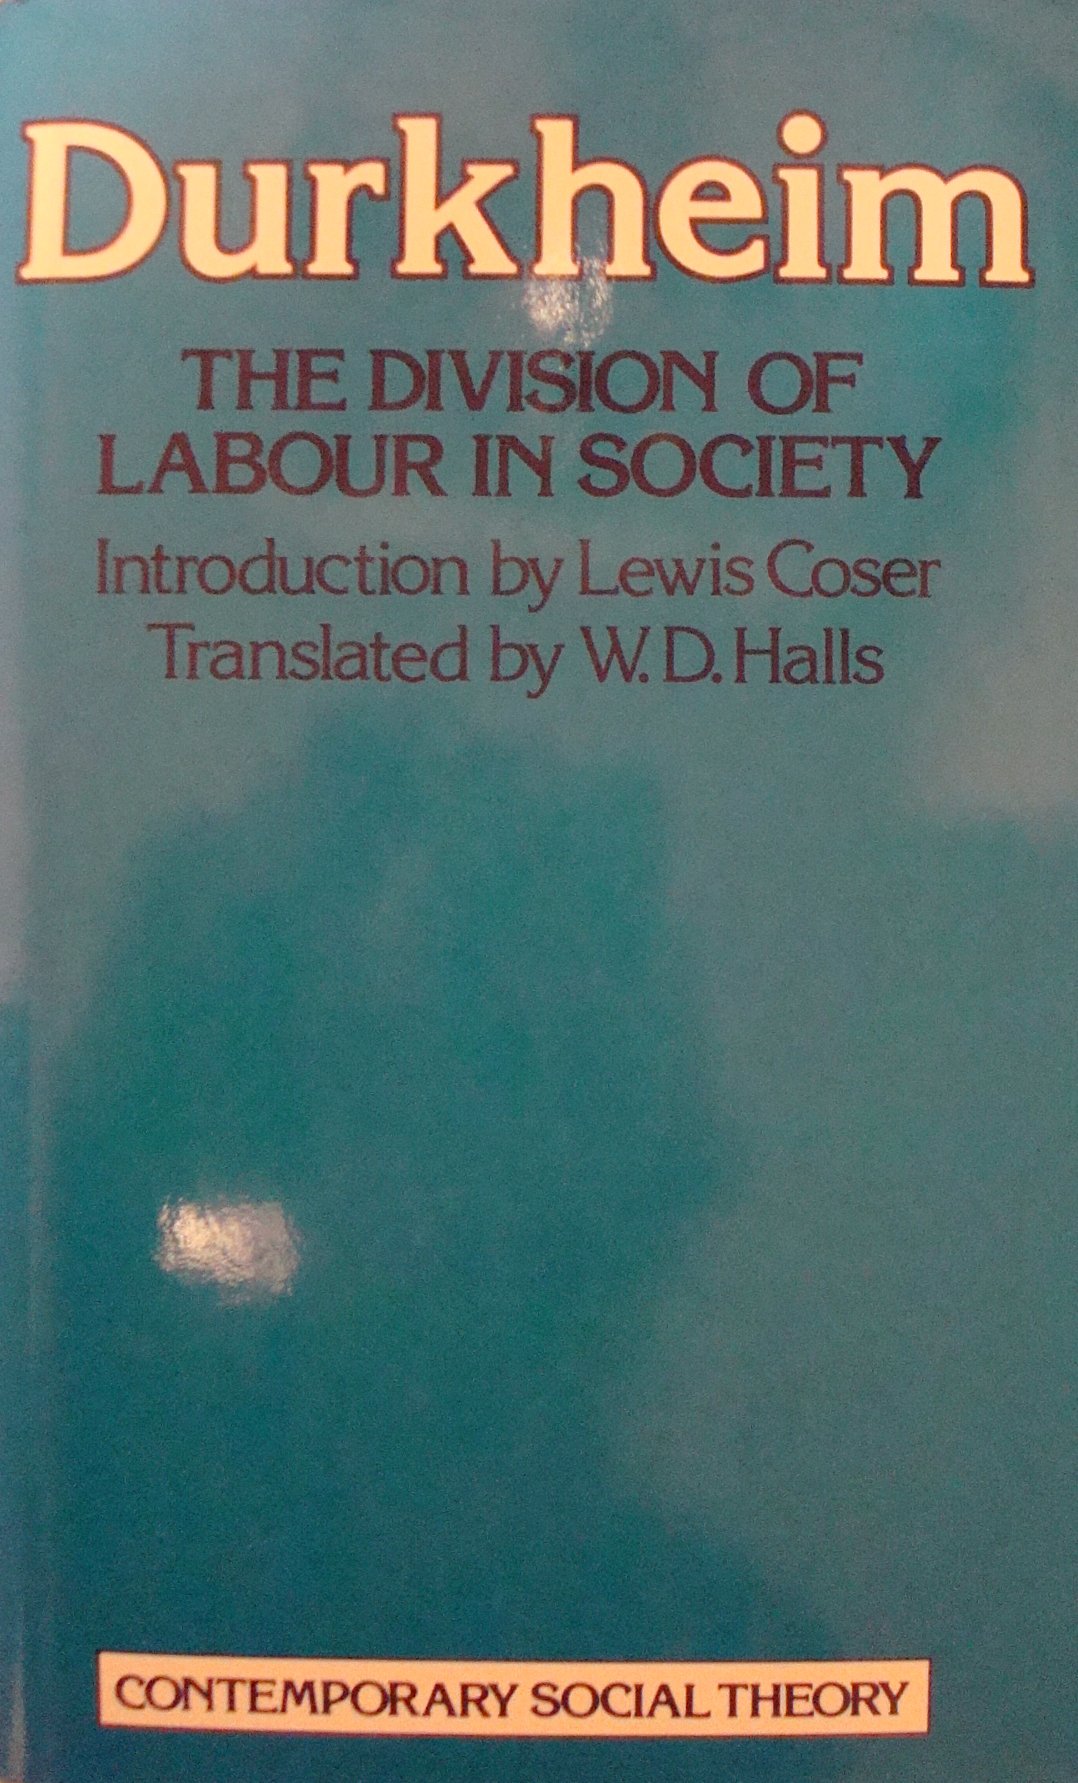 Durkheim
THE DIVISION OF
LABOUR IN SOCIETY
Introduction by Lewis Coser
Translated by W.D. Halls
CONTEMPORARY SOCIAL THEORY